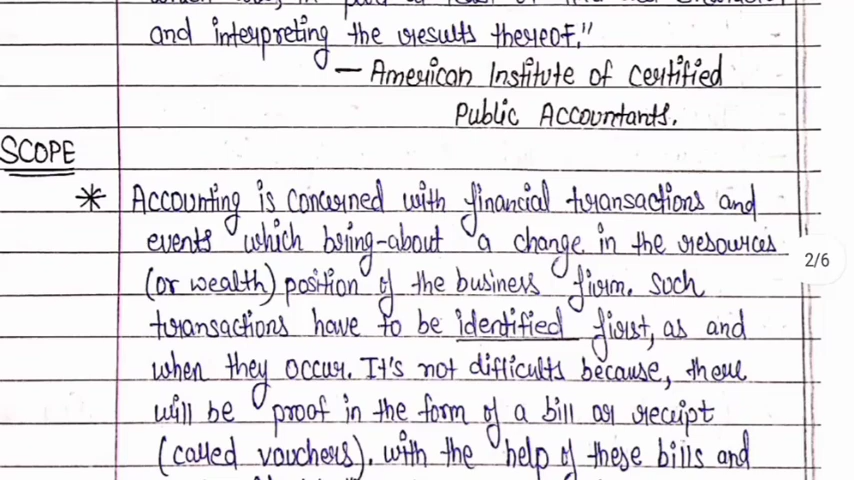 and interpreting the results thereof."
— American Institute of Certified
Public Accountants.
SCOPE
* Accounting is concerned with financial transactions and
events which bring-about a change in the resources
(or wealth) position of the business firm. Such
transactions have to be identified first, as and
when they occur. It's not difficults because, there
will be proof in the form of a bill or receipt
(called vouchers). with the help of these bills and
2/6